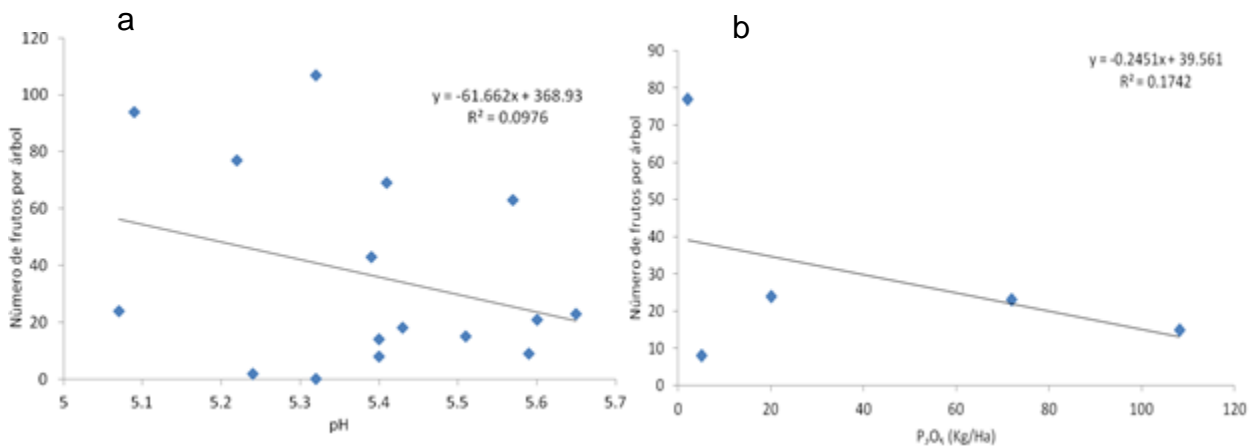 a
120
100
80
60
40
20
0
Número de frutos por árbol
y = -61.662x + 368.93
R² = 0.0976
5 5.1 5.2 5.3 5.4 5.5 5.6 5.7
pH
b
90
80
70
60
50
40
30
20
10
0
Número de frutos por árbol
y = -0.2451x + 39.561
R² = 0.1742
0 20 40 60 80 100 120
P₂O₅ (Kg/Ha)